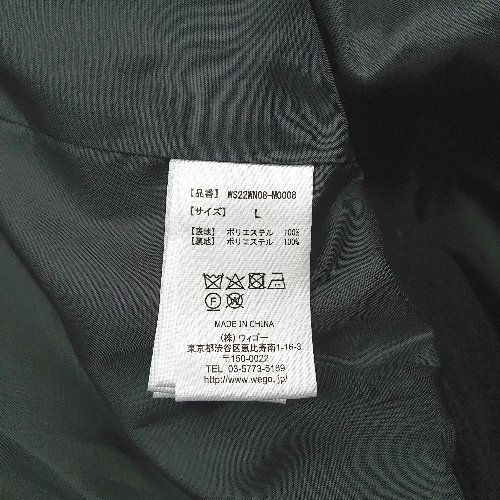 【品番】 WS22WN08-MO008
【サイズ】 L
【表地】 ポリエステル 100%
【裏地】 ポリエステル 100%
F W
MADE IN CHINA
(株)ウィゴー
東京都渋谷区恵比寿南1-16-3
〒150-0022
TEL 03-5773-5189
http://www.wego.jp/